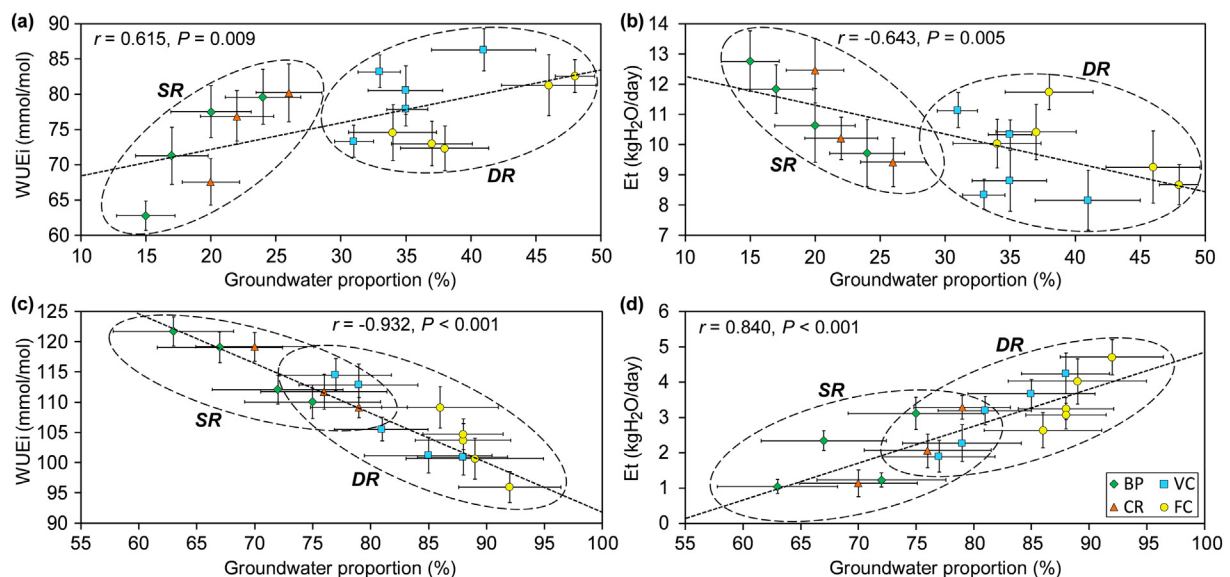 (a)
r = 0.615, P = 0.009
SR
DR
WUEi (mmol/mol)
90
85
80
75
70
65
60
10 15 20 25 30 35 40 45 50
Groundwater proportion (%)
(b)
r = -0.643, P = 0.005
DR
SR
Et (kgH2O/day)
14
13
12
11
10
9
8
7
6
10 15 20 25 30 35 40 45 50
Groundwater proportion (%)
(c)
r = -0.932, P < 0.001
SR
DR
WUEi (mmol/mol)
125
120
115
110
105
100
95
90
55 60 65 70 75 80 85 90 95 100
Groundwater proportion (%)
(d)
r = 0.840, P < 0.001
DR
SR
Et (kgH2O/day)
6
5
4
3
2
1
0
55 60 65 70 75 80 85 90 95 100
Groundwater proportion (%)
BP VC
CR FC